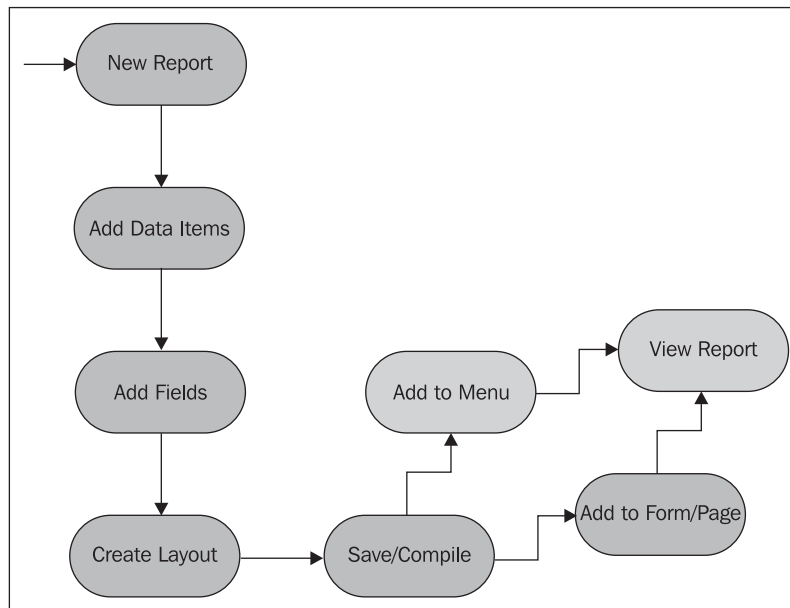 New Report
Add Data Items
Add Fields
Create Layout
Save/Compile
Add to Menu
Add to Form/Page
View Report